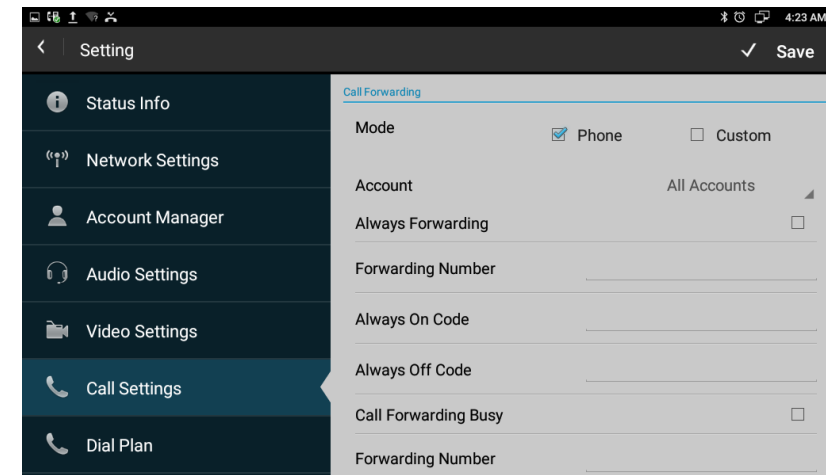 4:23 AM
Setting
Save
Status Info
Network Settings
Account Manager
Audio Settings
Video Settings
Call Settings
Dial Plan
Call Forwarding
Mode
Phone
Custom
Account
All Accounts
Always Forwarding
Forwarding Number
Always On Code
Always Off Code
Call Forwarding Busy
Forwarding Number